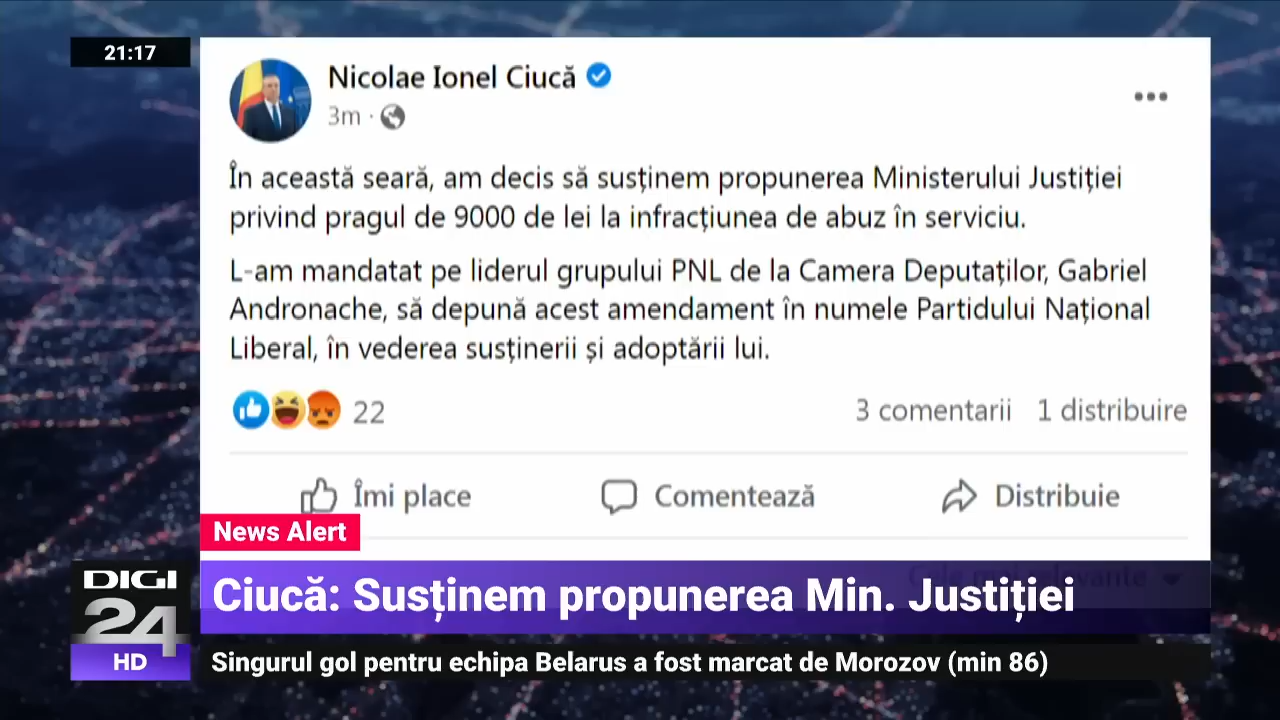 21:17
Nicolae Ionel Ciucă
3m ·
În această seară, am decis să susținem propunerea Ministerului Justiției
privind pragul de 9000 de lei la infracțiunea de abuz în serviciu.
L-am mandatat pe liderul grupului PNL de la Camera Deputaților, Gabriel
Andronache, să depună acest amendament în numele Partidului Național
Liberal, în vederea susținerii și adoptării lui.
22 3 comentarii 1 distribuire
Îmi place Comentează Distribuie
News Alert
Cele mai relevante
DIGI
24
HD
Ciucă: Susținem propunerea Min. Justiției
Singurul gol pentru echipa Belarus a fost marcat de Morozov (min 86)